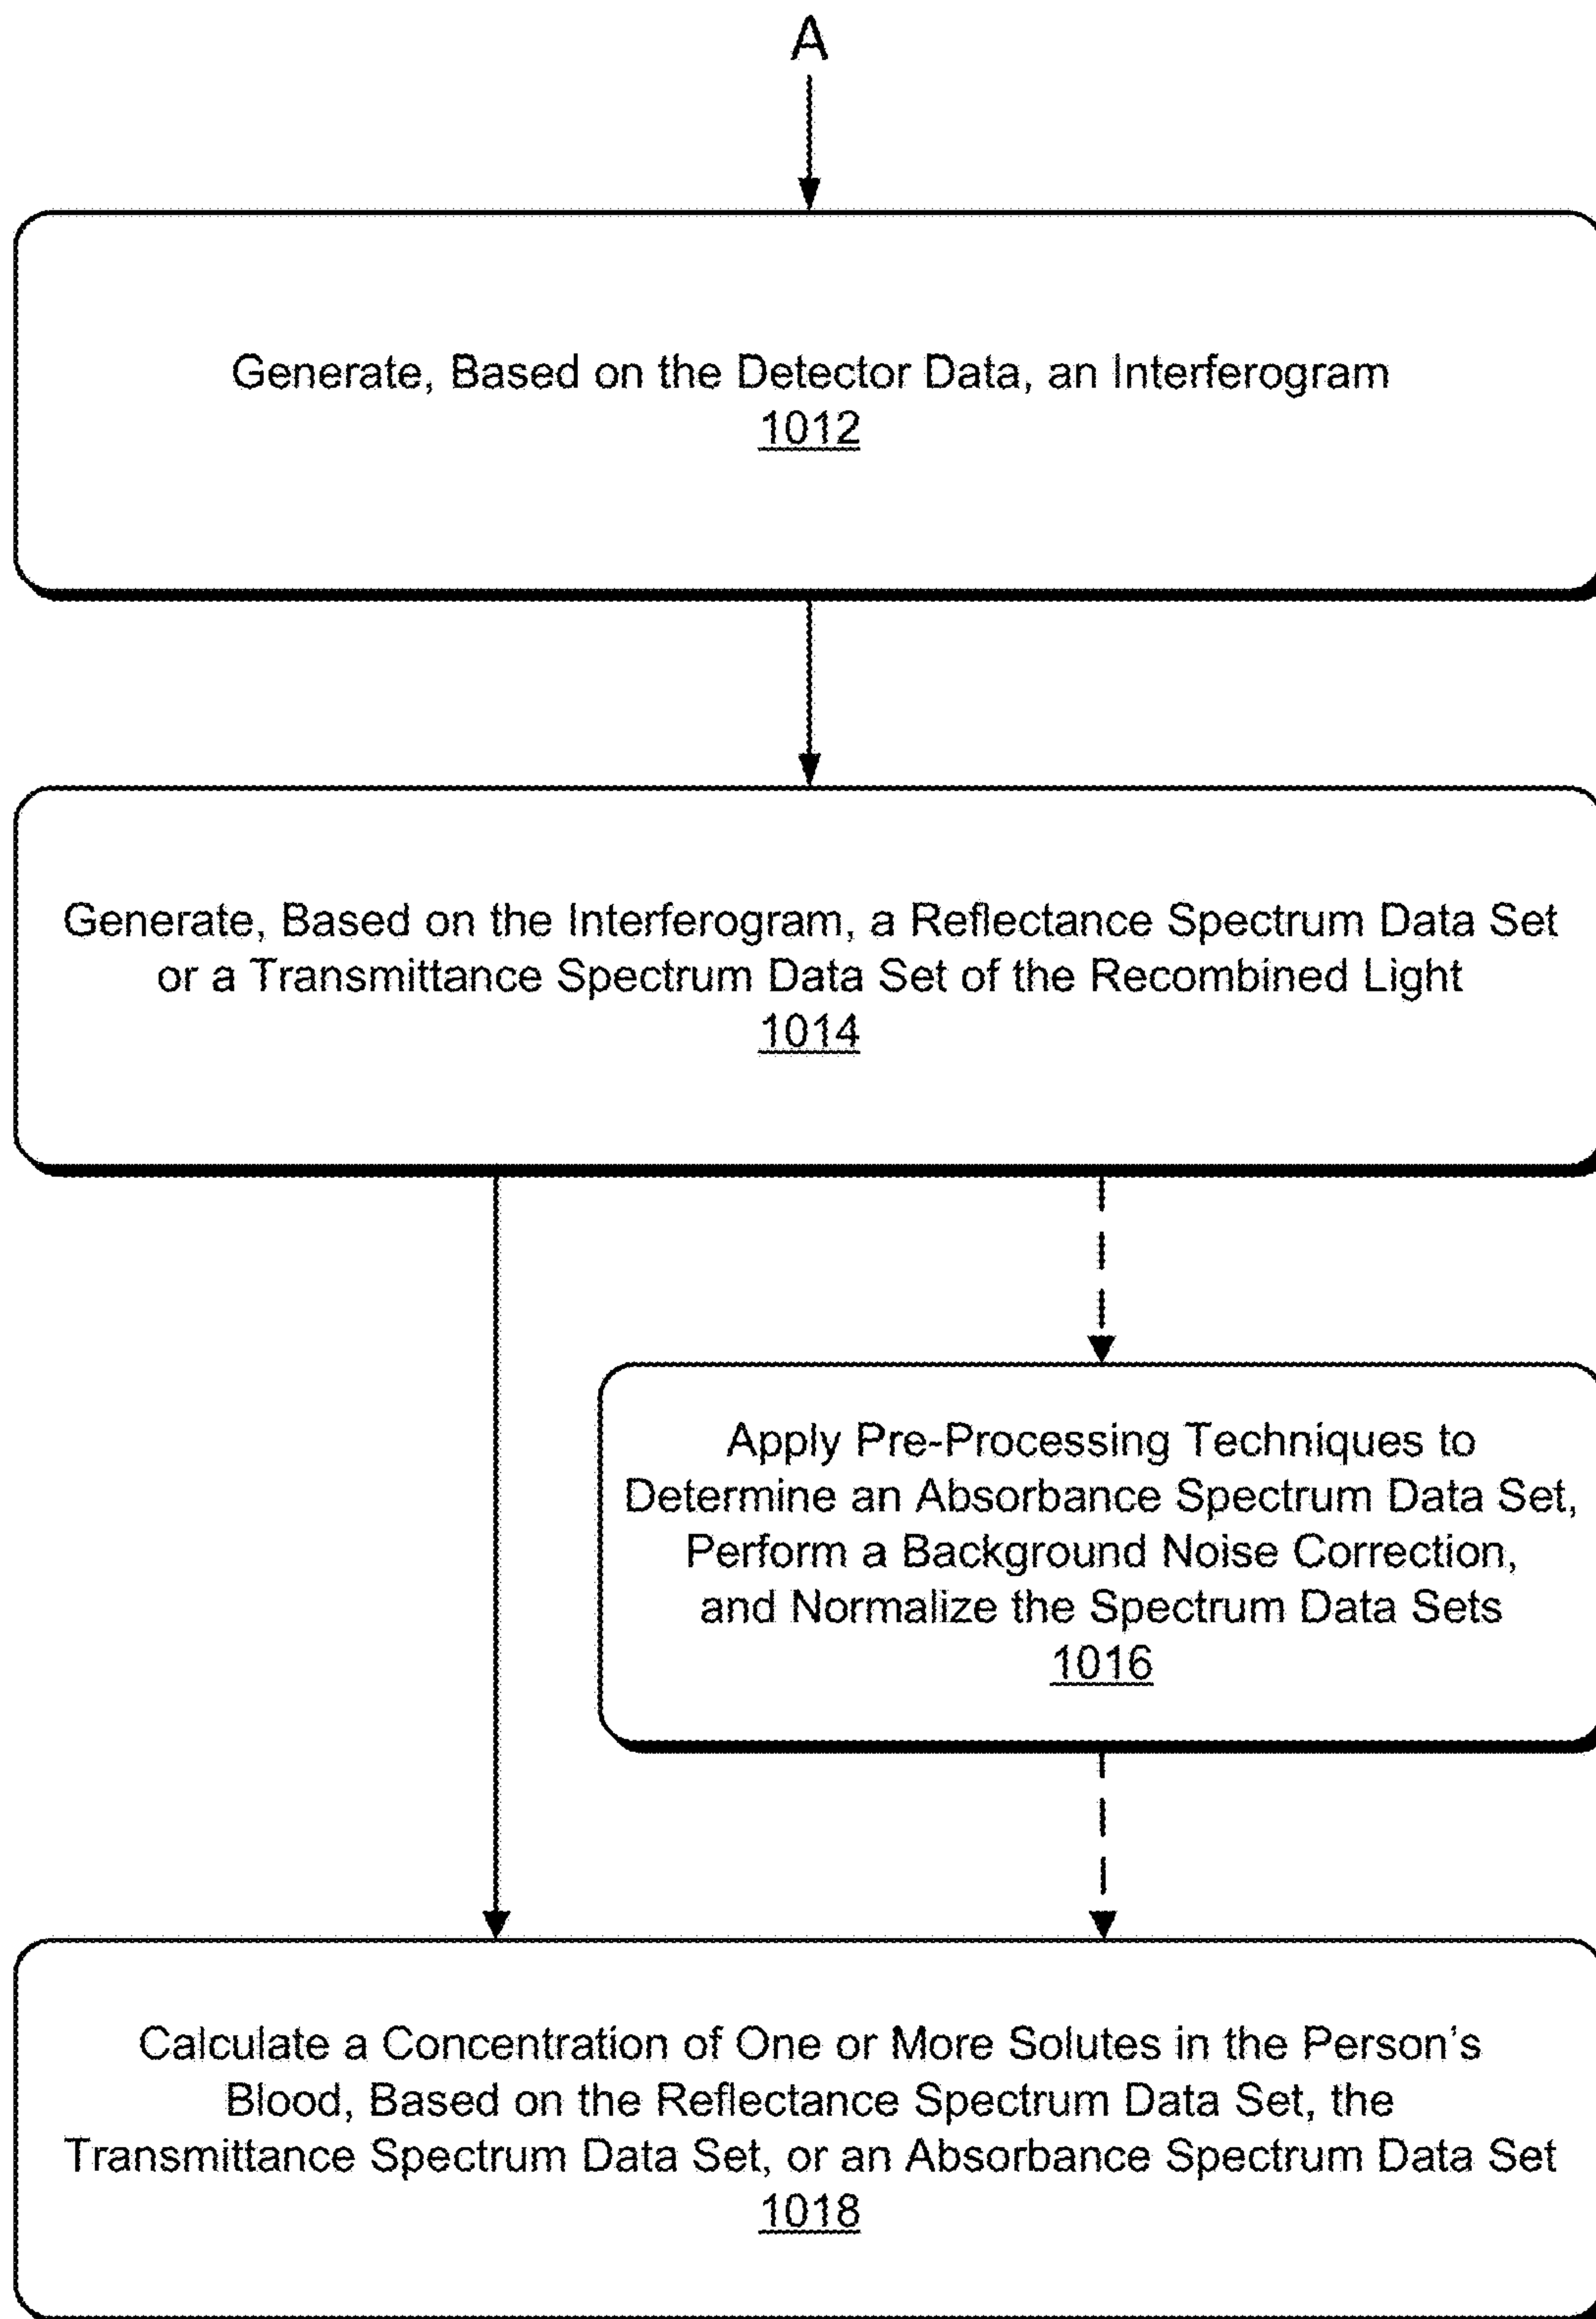 A
Generate, Based on the Detector Data, an Interferogram
1012
Generate, Based on the Interferogram, a Reflectance Spectrum Data Set
or a Transmittance Spectrum Data Set of the Recombined Light
1014
Apply Pre-Processing Techniques to
Determine an Absorbance Spectrum Data Set,
Perform a Background Noise Correction,
and Normalize the Spectrum Data Sets
1016
Calculate a Concentration of One or More Solutes in the Person's
Blood, Based on the Reflectance Spectrum Data Set, the
Transmittance Spectrum Data Set, or an Absorbance Spectrum Data Set
1018